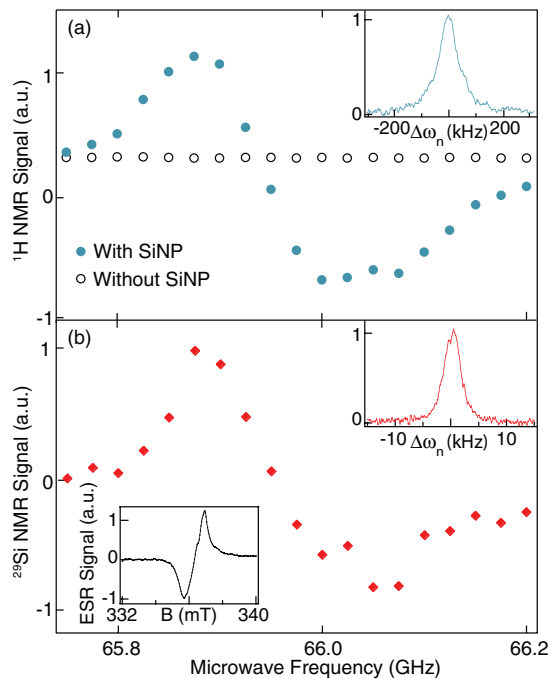 (a)
1
0
-1
¹H NMR Signal (a.u.)
With SiNP
Without SiNP
1
0
-200
200
Δωₙ (kHz)
(b)
1
0
-1
²⁹Si NMR Signal (a.u.)
1
0
-10
10
Δωₙ (kHz)
1
0
-1
ESR Signal (a.u.)
332
B (mT)
340
65.8
66.0
66.2
Microwave Frequency (GHz)